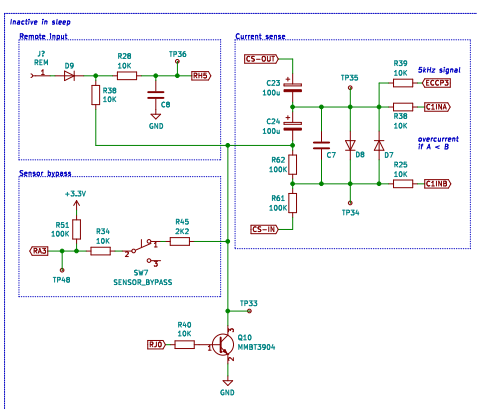 Inactive in sleep
Remote Input
J?
REM
1
D9
R28
10K
TP36
RH5
R38
10K
C8
GND
Current sense
CS-OUT
C23
100u
C24
100u
TP35
R39
10K
5kHz signal
ECCP3
C1INA
R38
10K
overcurrent
if A < B
C7
D8
D7
R62
100K
R25
10K
C1INB
R61
100K
TP34
CS-IN
Sensor bypass
+3.3V
R51
100K
RA3
R34
10K
TP48
2
1
3
SW7
SENSOR_BYPASS
R45
2K2
TP33
RJ0
R40
10K
1
3
2
Q10
MMBT3904
GND